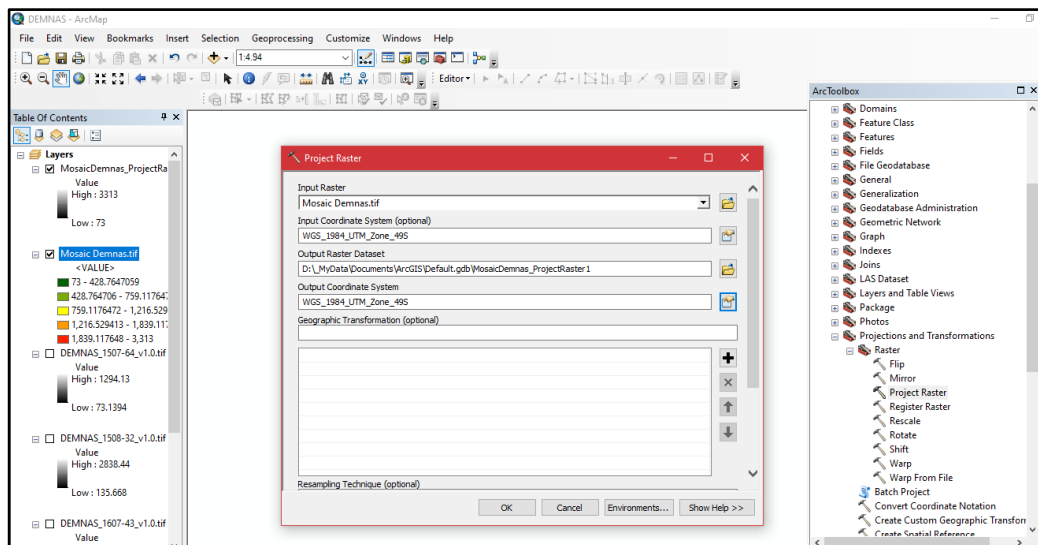 DEMNAS - ArcMap
File Edit View Bookmarks Insert Selection Geoprocessing Customize Windows Help
1:4.94
Editor
Table Of Contents
Layers
MosaicDemnas_ProjectRa
Value
High : 3313
Low : 73
Mosaic Demnas.tif
<VALUE>
73 - 428.7647059
428.764706 - 759.117647
759.1176472 - 1,216.529
1,216.529413 - 1,839.117
1,839.117648 - 3,313
DEMNAS_1507-64_v1.0.tif
Value
High : 1294.13
Low : 73.1394
DEMNAS_1508-32_v1.0.tif
Value
High : 2838.44
Low : 135.668
DEMNAS_1607-43_v1.0.tif
Value
Project Raster
Input Raster
Mosaic Demnas.tif
Input Coordinate System (optional)
WGS_1984_UTM_Zone_49S
Output Raster Dataset
D:\_MyData\Documents\ArcGIS\Default.gdb\MosaicDemnas_ProjectRaster1
Output Coordinate System
WGS_1984_UTM_Zone_49S
Geographic Transformation (optional)
Resampling Technique (optional)
OK Cancel Environments... Show Help >>
ArcToolbox
Domains
Feature Class
Features
Fields
File Geodatabase
General
Generalization
Geodatabase Administration
Geometric Network
Graph
Indexes
Joins
LAS Dataset
Layers and Table Views
Package
Photos
Projections and Transformations
Raster
Flip
Mirror
Project Raster
Register Raster
Rescale
Rotate
Shift
Warp
Warp From File
Batch Project
Convert Coordinate Notation
Create Custom Geographic Transfor
Create Spatial Reference